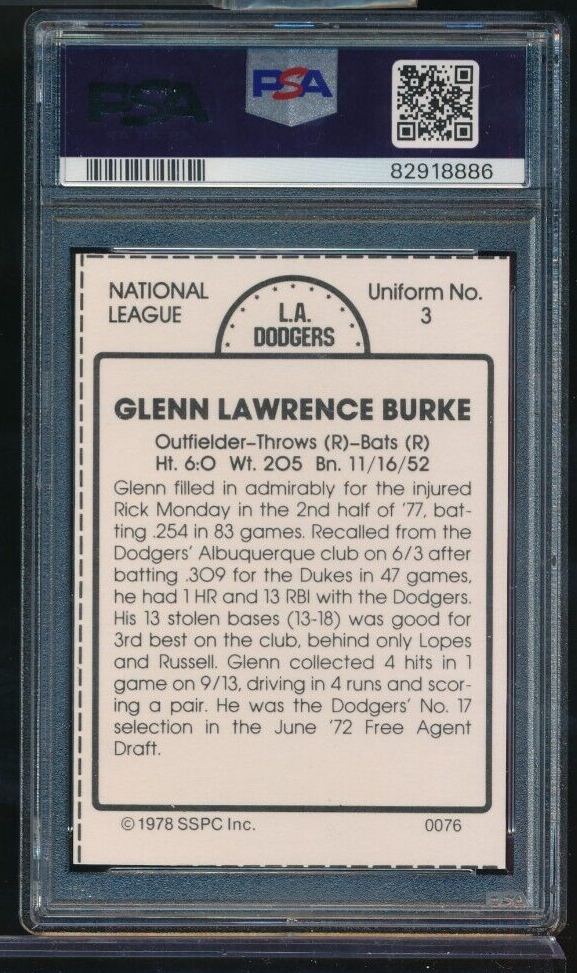 PSA
PSA
82918886
NATIONAL
LEAGUE
L.A.
DODGERS
Uniform No.
3
GLENN LAWRENCE BURKE
Outfielder-Throws (R)-Bats (R)
Ht. 6:0 Wt. 205 Bn. 11/16/52
Glenn filled in admirably for the injured
Rick Monday in the 2nd half of '77, bat-
ting .254 in 83 games. Recalled from the
Dodgers' Albuquerque club on 6/3 after
batting .309 for the Dukes in 47 games,
he had 1 HR and 13 RBI with the Dodgers.
His 13 stolen bases (13-18) was good for
3rd best on the club, behind only Lopes
and Russell. Glenn collected 4 hits in 1
game on 9/13, driving in 4 runs and scor-
ing a pair. He was the Dodgers' No. 17
selection in the June '72 Free Agent
Draft.
©1978 SSPC Inc.
0076
PSA